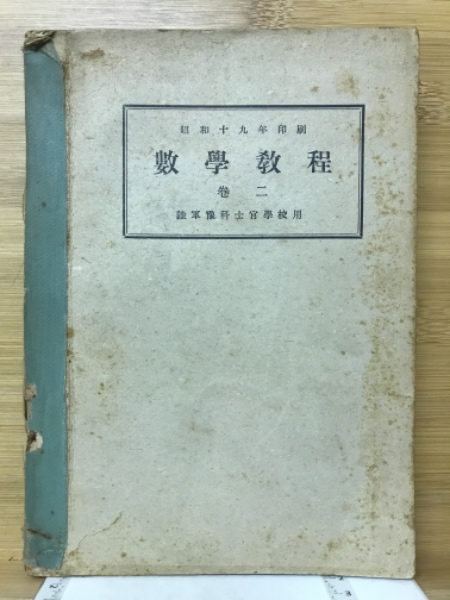 昭和十九年印刷
數學教程
卷二
陸軍豫科士官學校用